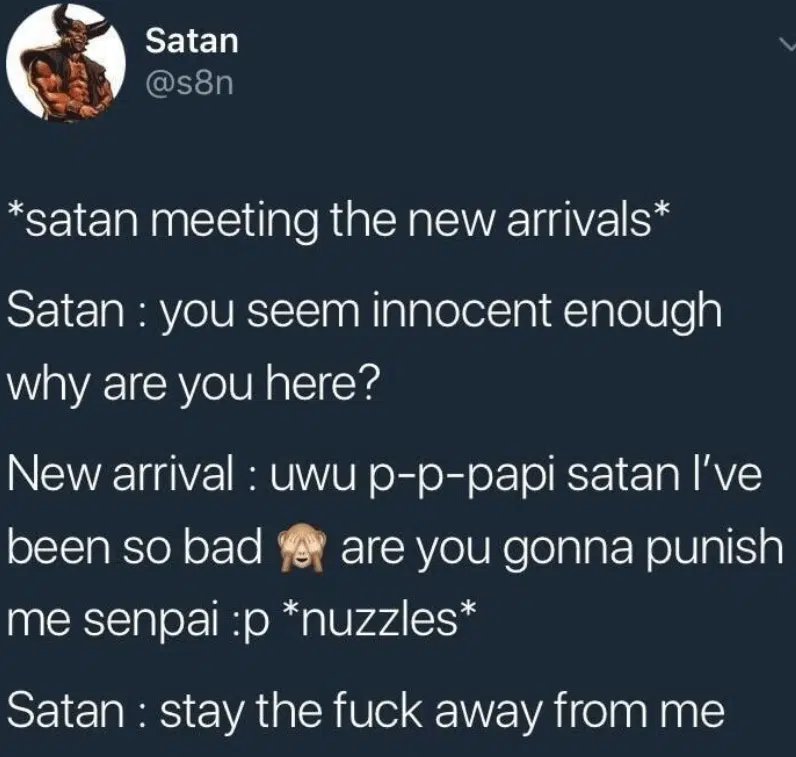 Satan
@s8n
*satan meeting the new arrivals*
Satan : you seem innocent enough
why are you here?
New arrival : uwu p-p-papi satan I've
been so bad 🙈 are you gonna punish
me senpai :p *nuzzles*
Satan : stay the fuck away from me